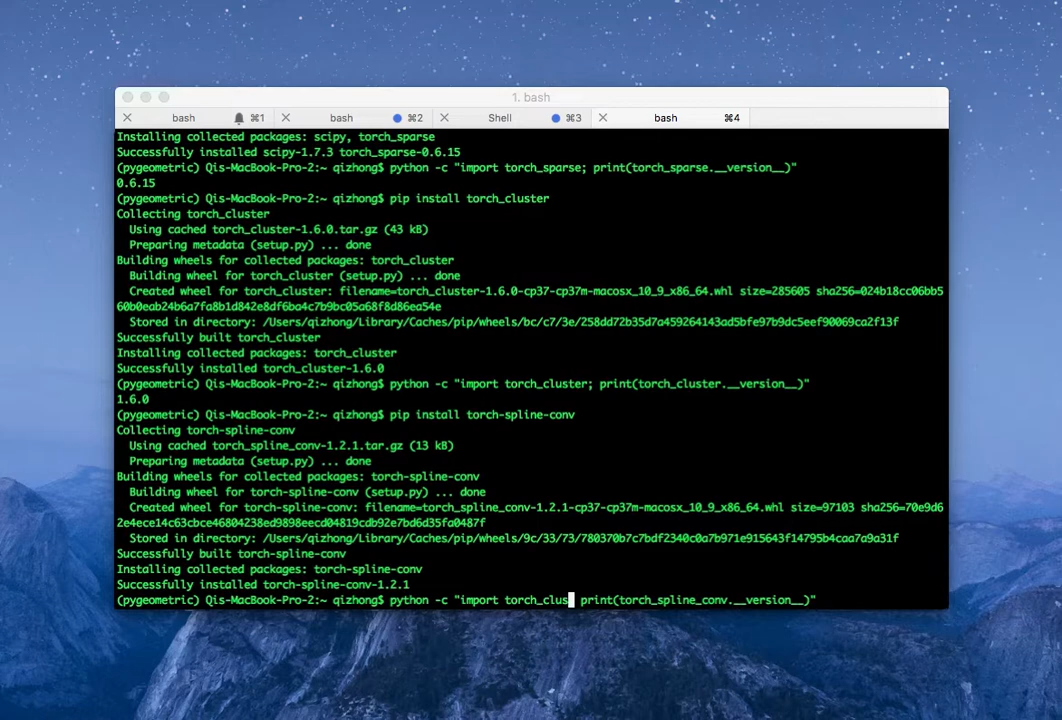 1. bash
bash ⌘1 bash ⌘2 Shell ⌘3 bash ⌘4
Installing collected packages: scipy, torch_sparse
Successfully installed scipy-1.7.3 torch_sparse-0.6.15
(pygeometric) Qis-MacBook-Pro-2:~ qizhong$ python -c "import torch_sparse; print(torch_sparse.__version__)"
0.6.15
(pygeometric) Qis-MacBook-Pro-2:~ qizhong$ pip install torch_cluster
Collecting torch_cluster
Using cached torch_cluster-1.6.0.tar.gz (43 kB)
Preparing metadata (setup.py) ... done
Building wheels for collected packages: torch_cluster
Building wheel for torch_cluster (setup.py) ... done
Created wheel for torch_cluster: filename=torch_cluster-1.6.0-cp37-cp37m-macosx_10_9_x86_64.whl size=285605 sha256=024b18cc06bb5
60b0eab24b6a7fa8b1d842e8df6ba4c7b9bc05a68f8d86ea54e
Stored in directory: /Users/qizhong/Library/Caches/pip/wheels/bc/c7/3e/258dd72b35d7a459264143ad5bfe97b9dc5eef90069ca2f13f
Successfully built torch_cluster
Installing collected packages: torch_cluster
Successfully installed torch_cluster-1.6.0
(pygeometric) Qis-MacBook-Pro-2:~ qizhong$ python -c "import torch_cluster; print(torch_cluster.__version__)"
1.6.0
(pygeometric) Qis-MacBook-Pro-2:~ qizhong$ pip install torch-spline-conv
Collecting torch-spline-conv
Using cached torch_spline_conv-1.2.1.tar.gz (13 kB)
Preparing metadata (setup.py) ... done
Building wheels for collected packages: torch-spline-conv
Building wheel for torch-spline-conv (setup.py) ... done
Created wheel for torch-spline-conv: filename=torch_spline_conv-1.2.1-cp37-cp37m-macosx_10_9_x86_64.whl size=97103 sha256=70e9d6
2e4ece14c63cbce46804238ed9898eecd04819cdb92e7bd6d35fa0487f
Stored in directory: /Users/qizhong/Library/Caches/pip/wheels/9c/33/73/780370b7c7bdf2340c0a7b971e915643f14795b4caa7a9a31f
Successfully built torch-spline-conv
Installing collected packages: torch-spline-conv
Successfully installed torch-spline-conv-1.2.1
(pygeometric) Qis-MacBook-Pro-2:~ qizhong$ python -c "import torch_clus print(torch_spline_conv.__version__)"